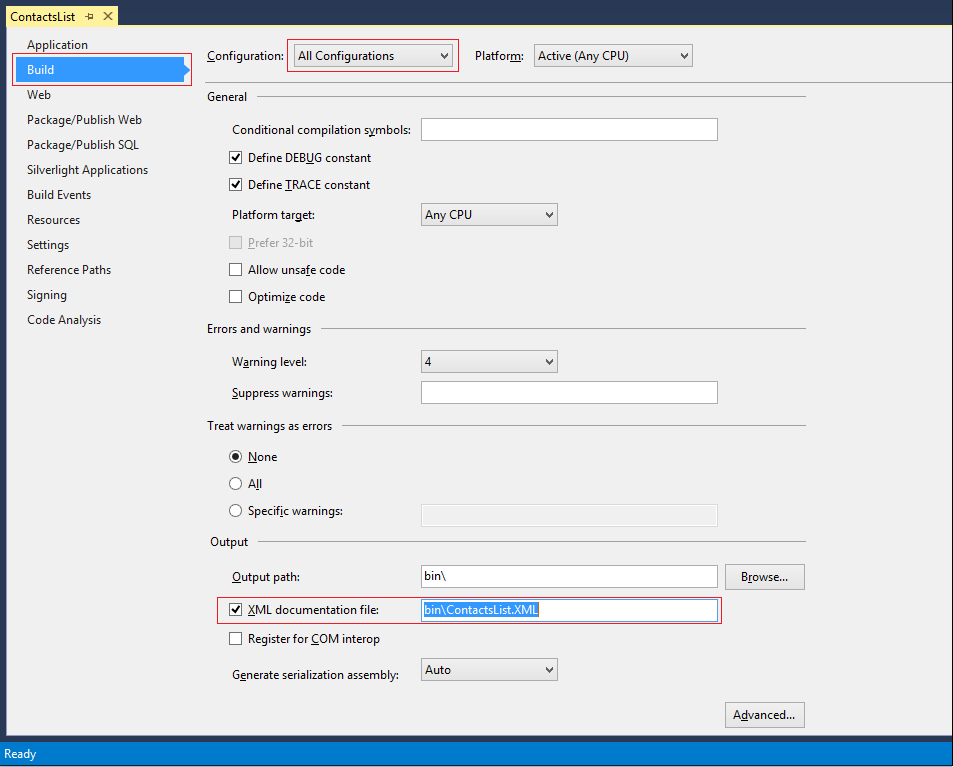 ContactsList
Application
Build
Web
Package/Publish Web
Package/Publish SQL
Silverlight Applications
Build Events
Resources
Settings
Reference Paths
Signing
Code Analysis
Configuration: All Configurations Platform: Active (Any CPU)
General
Conditional compilation symbols:
Define DEBUG constant
Define TRACE constant
Platform target: Any CPU
Prefer 32-bit
Allow unsafe code
Optimize code
Errors and warnings
Warning level: 4
Suppress warnings:
Treat warnings as errors
None
All
Specific warnings:
Output
Output path: bin\ Browse...
XML documentation file: bin\ContactsList.XML
Register for COM interop
Generate serialization assembly: Auto
Advanced...
Ready